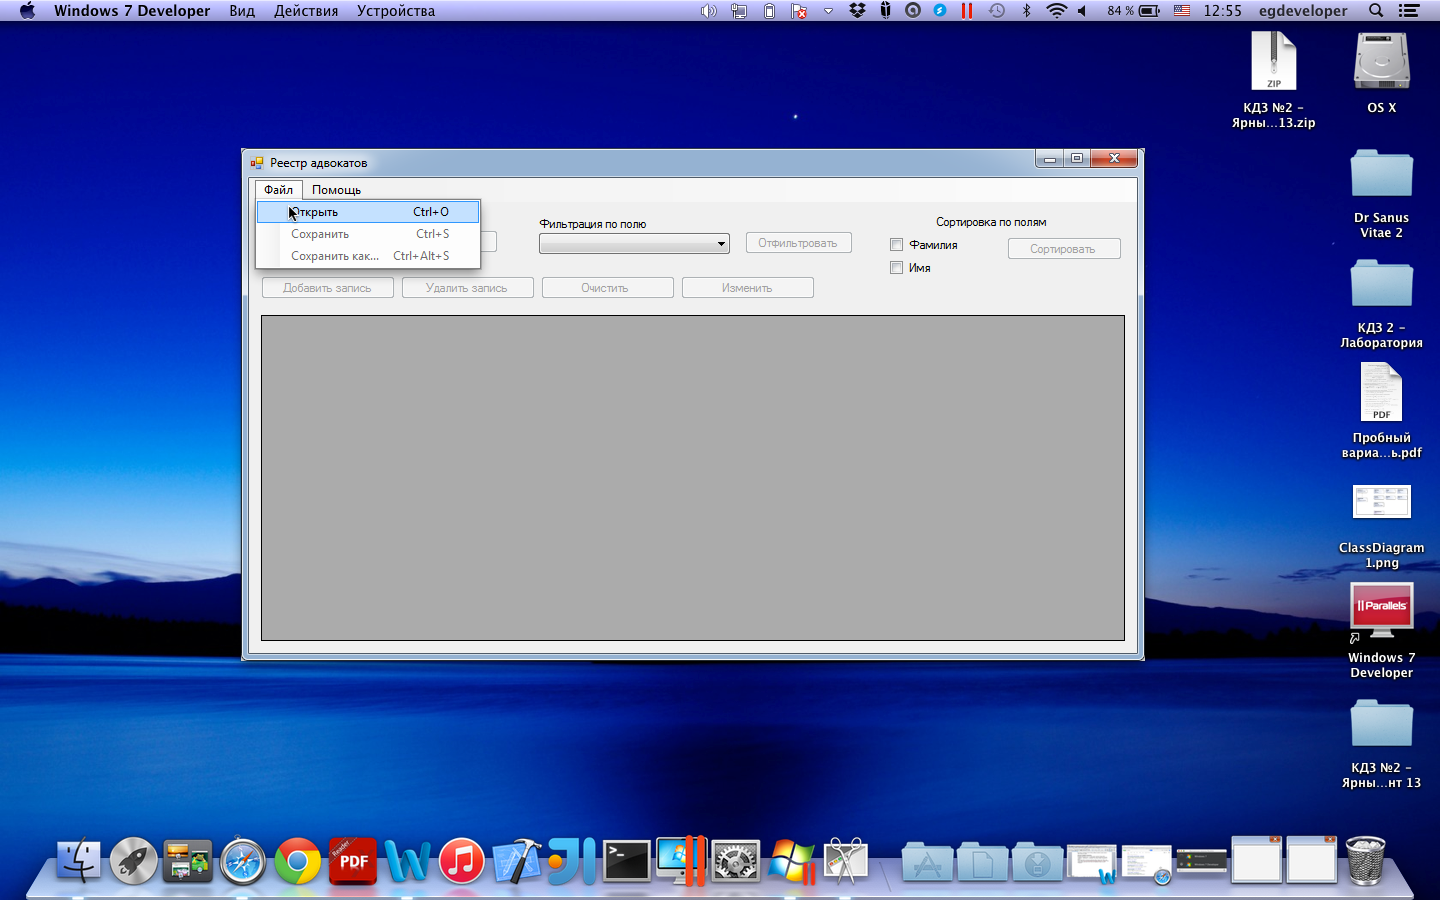 Windows 7 Developer Вид Действия Устройства 84 % 12:55 egdeveloper
ZIP
КДЗ №2 –
Ярны...13.zip
OS X
Dr Sanus
Vitae 2
КДЗ 2 –
Лаборатория
PDF
Пробный
вариа...ь.pdf
ClassDiagram
1.png
Parallels
Windows 7
Developer
КДЗ №2 –
Ярны...нт 13
Реестр адвокатов
Файл Помощь
ткрыть Ctrl+O
Сохранить Ctrl+S
Сохранить как... Ctrl+Alt+S
Фильтрация по полю
Отфильтровать
Сортировка по полям
Фамилия
Имя
Сортировать
Добавить запись Удалить запись Очистить Изменить
Reader
PDF